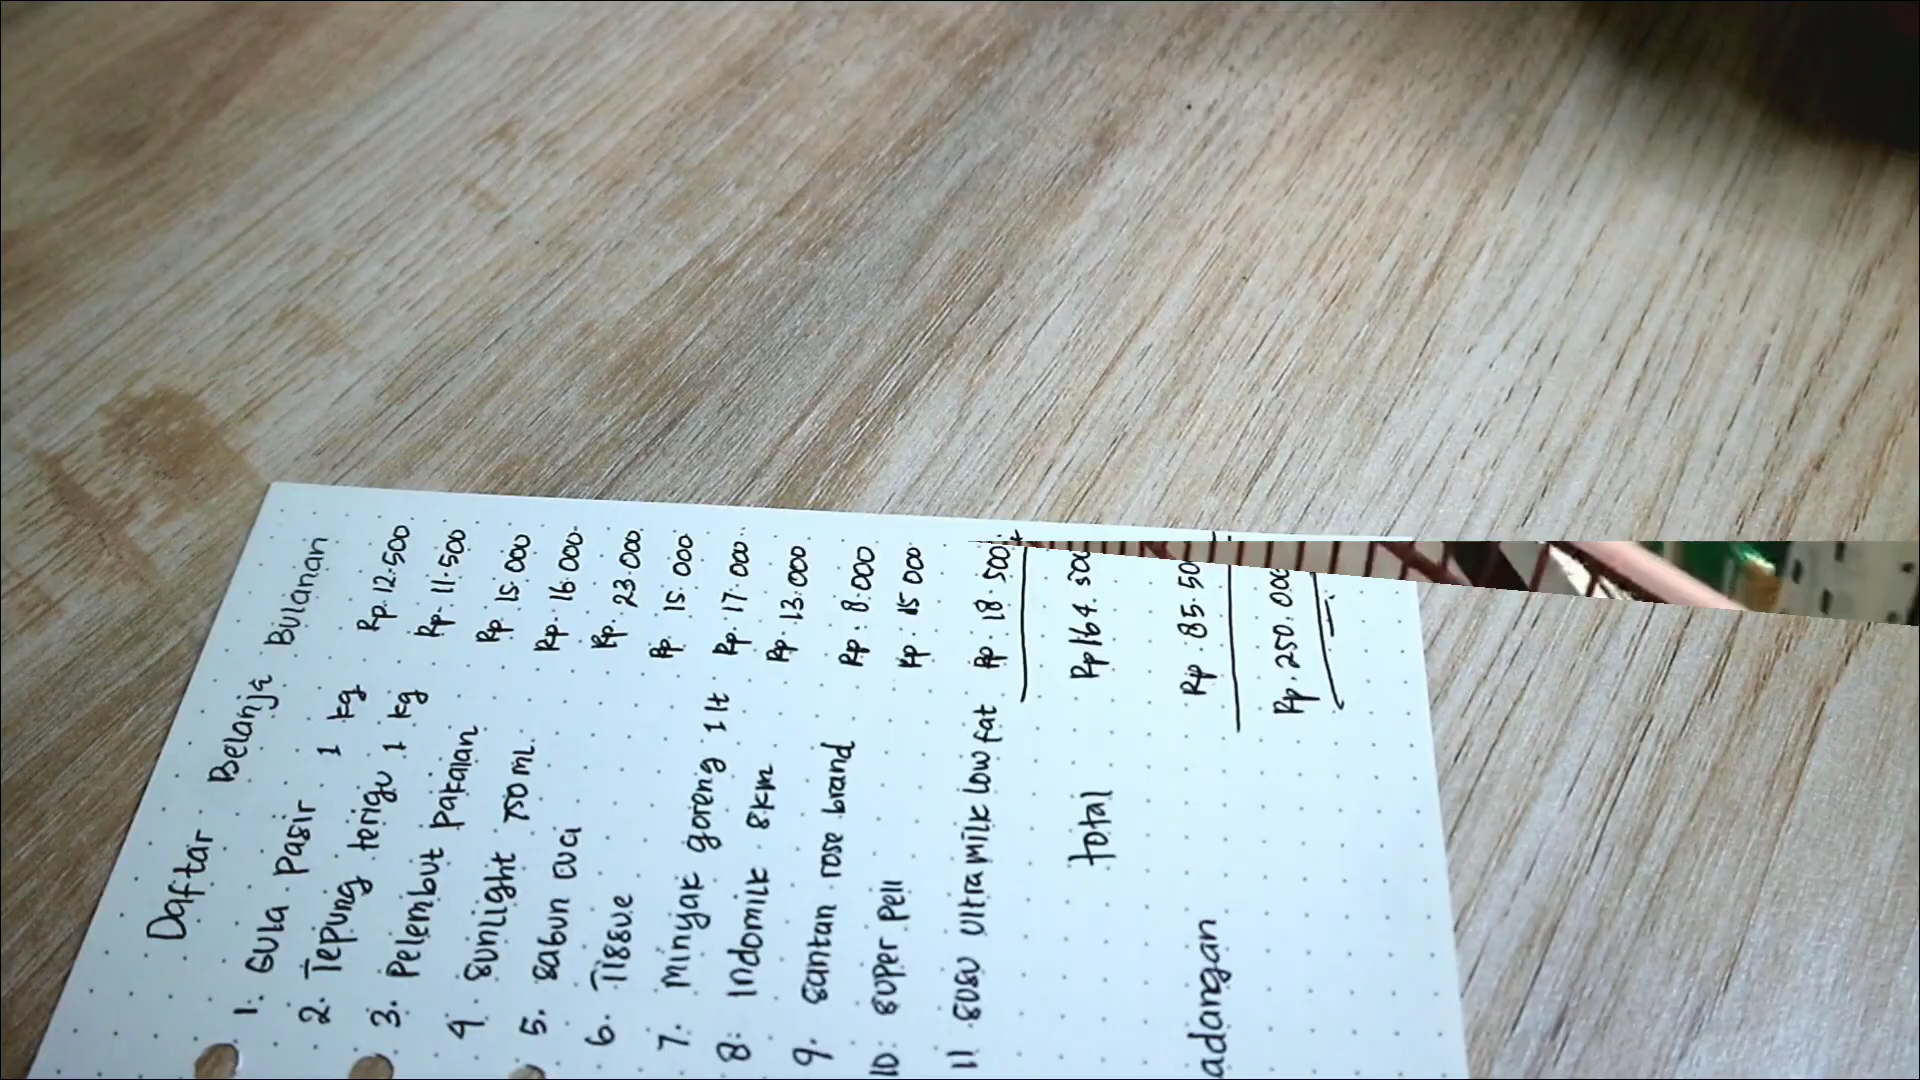 Daftar Belanja Bulanan
1. Gula Pasir 1 kg Rp. 12.500
2. Tepung terigu 1 kg Rp. 11.500
3. Pelembut Pakaian Rp. 15.000
4. Sunlight 750 ml. Rp. 16.000
5. Sabun cuci Rp. 23.000
6. Tissue Rp. 15.000
7. Minyak goreng 1 lt Rp. 17.000
8. Indomilk 8 km Rp. 13.000
9. Santan rose brand Rp. 8.000
10. Super Pell Rp. 15 000
11 Susu Ultra milk low fat Rp. 18.500
total Rp 164.500
adangan Rp. 85 50
Rp. 250.00